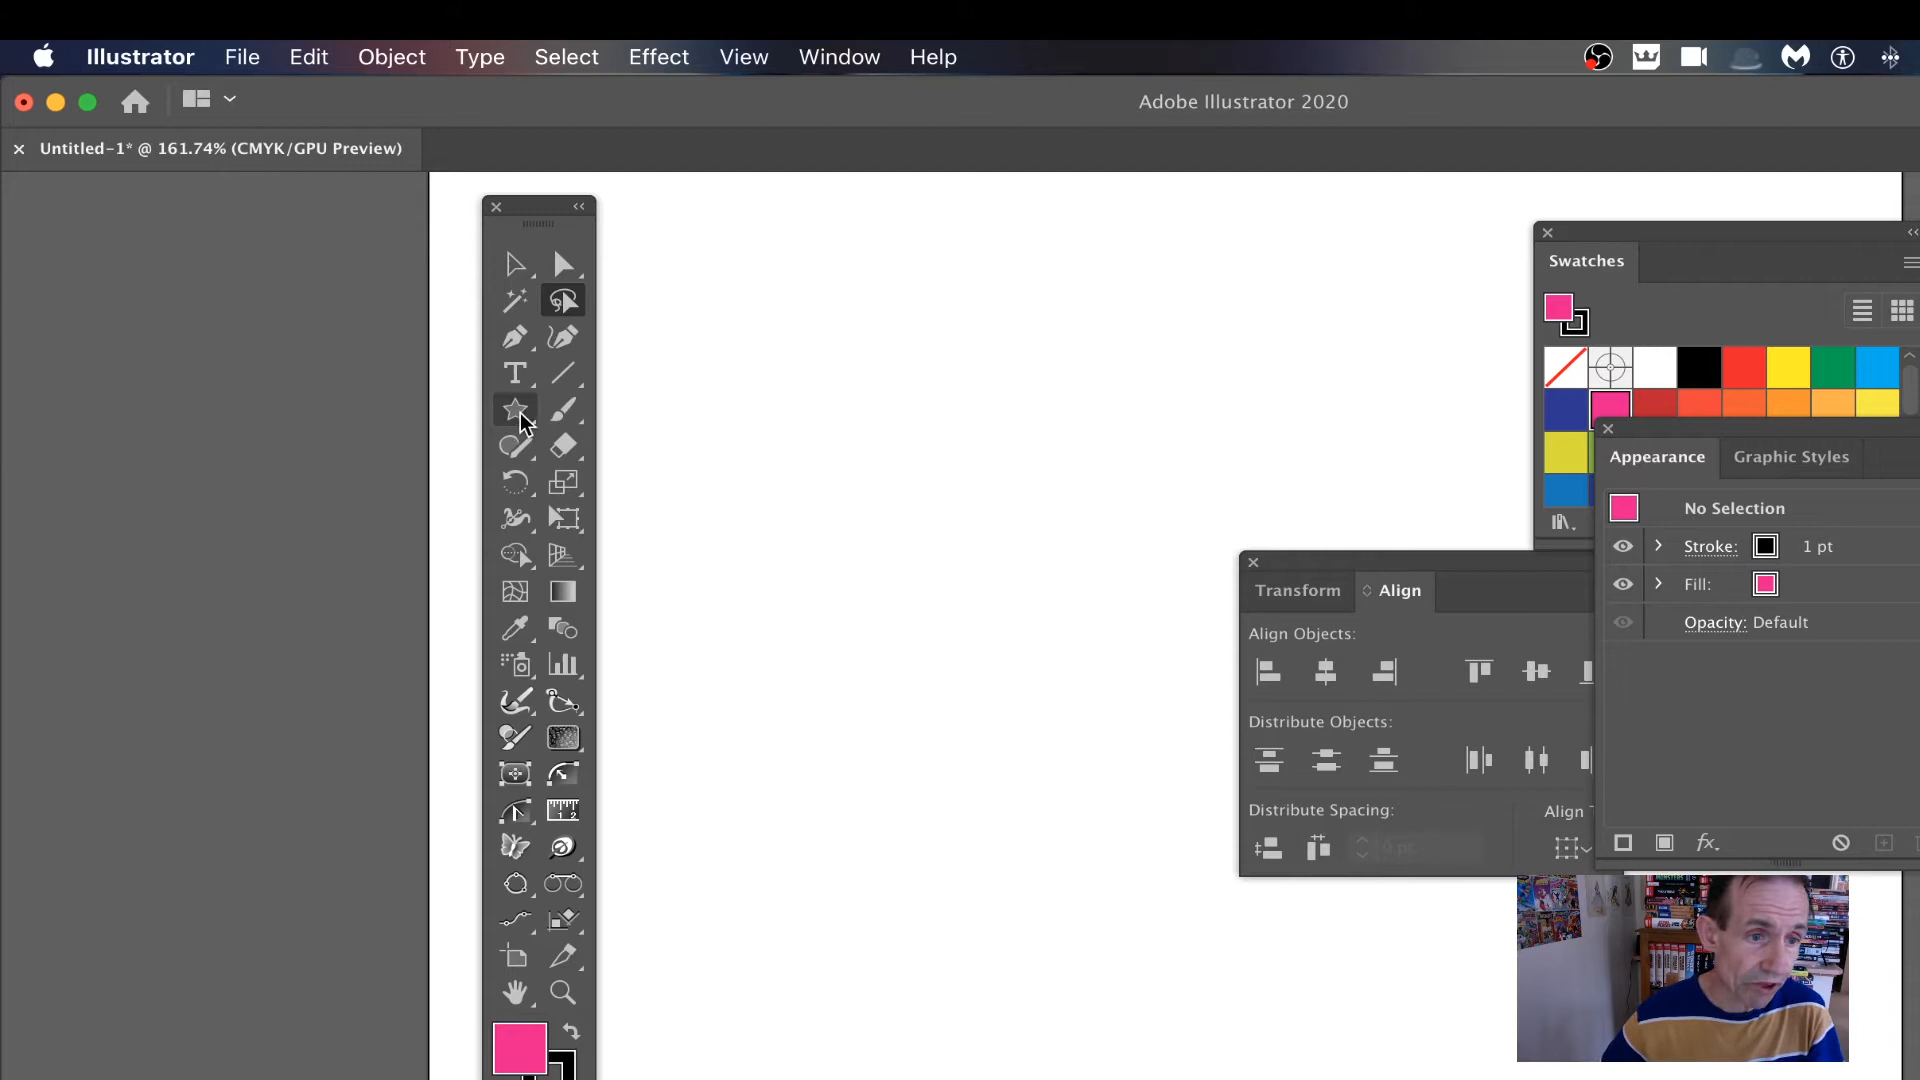 Illustrator File Edit Object Type Select Effect View Window Help
Adobe Illustrator 2020
Untitled-1* @ 161.74% (CMYK/GPU Preview)
Swatches
Appearance Graphic Styles
No Selection
Stroke: 1 pt
Fill:
Opacity: Default
Transform Align
Align Objects:
Distribute Objects:
Distribute Spacing:
Align T
0 pt